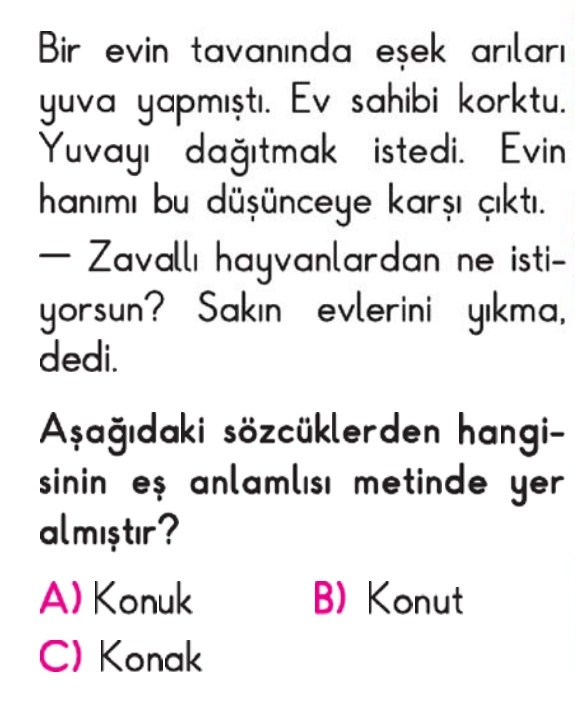 Bir evin tavanında eşek arıları
yuva yapmıştı. Ev sahibi korktu.
Yuvayı dağıtmak istedi. Evin
hanımı bu düşünceye karşı çıktı.
— Zavallı hayvanlardan ne isti-
yorsun? Sakın evlerini yıkma,
dedi.
Aşağıdaki sözcüklerden hangi-
sinin eş anlamlısı metinde yer
almıştır?
A) Konuk B) Konut
C) Konak